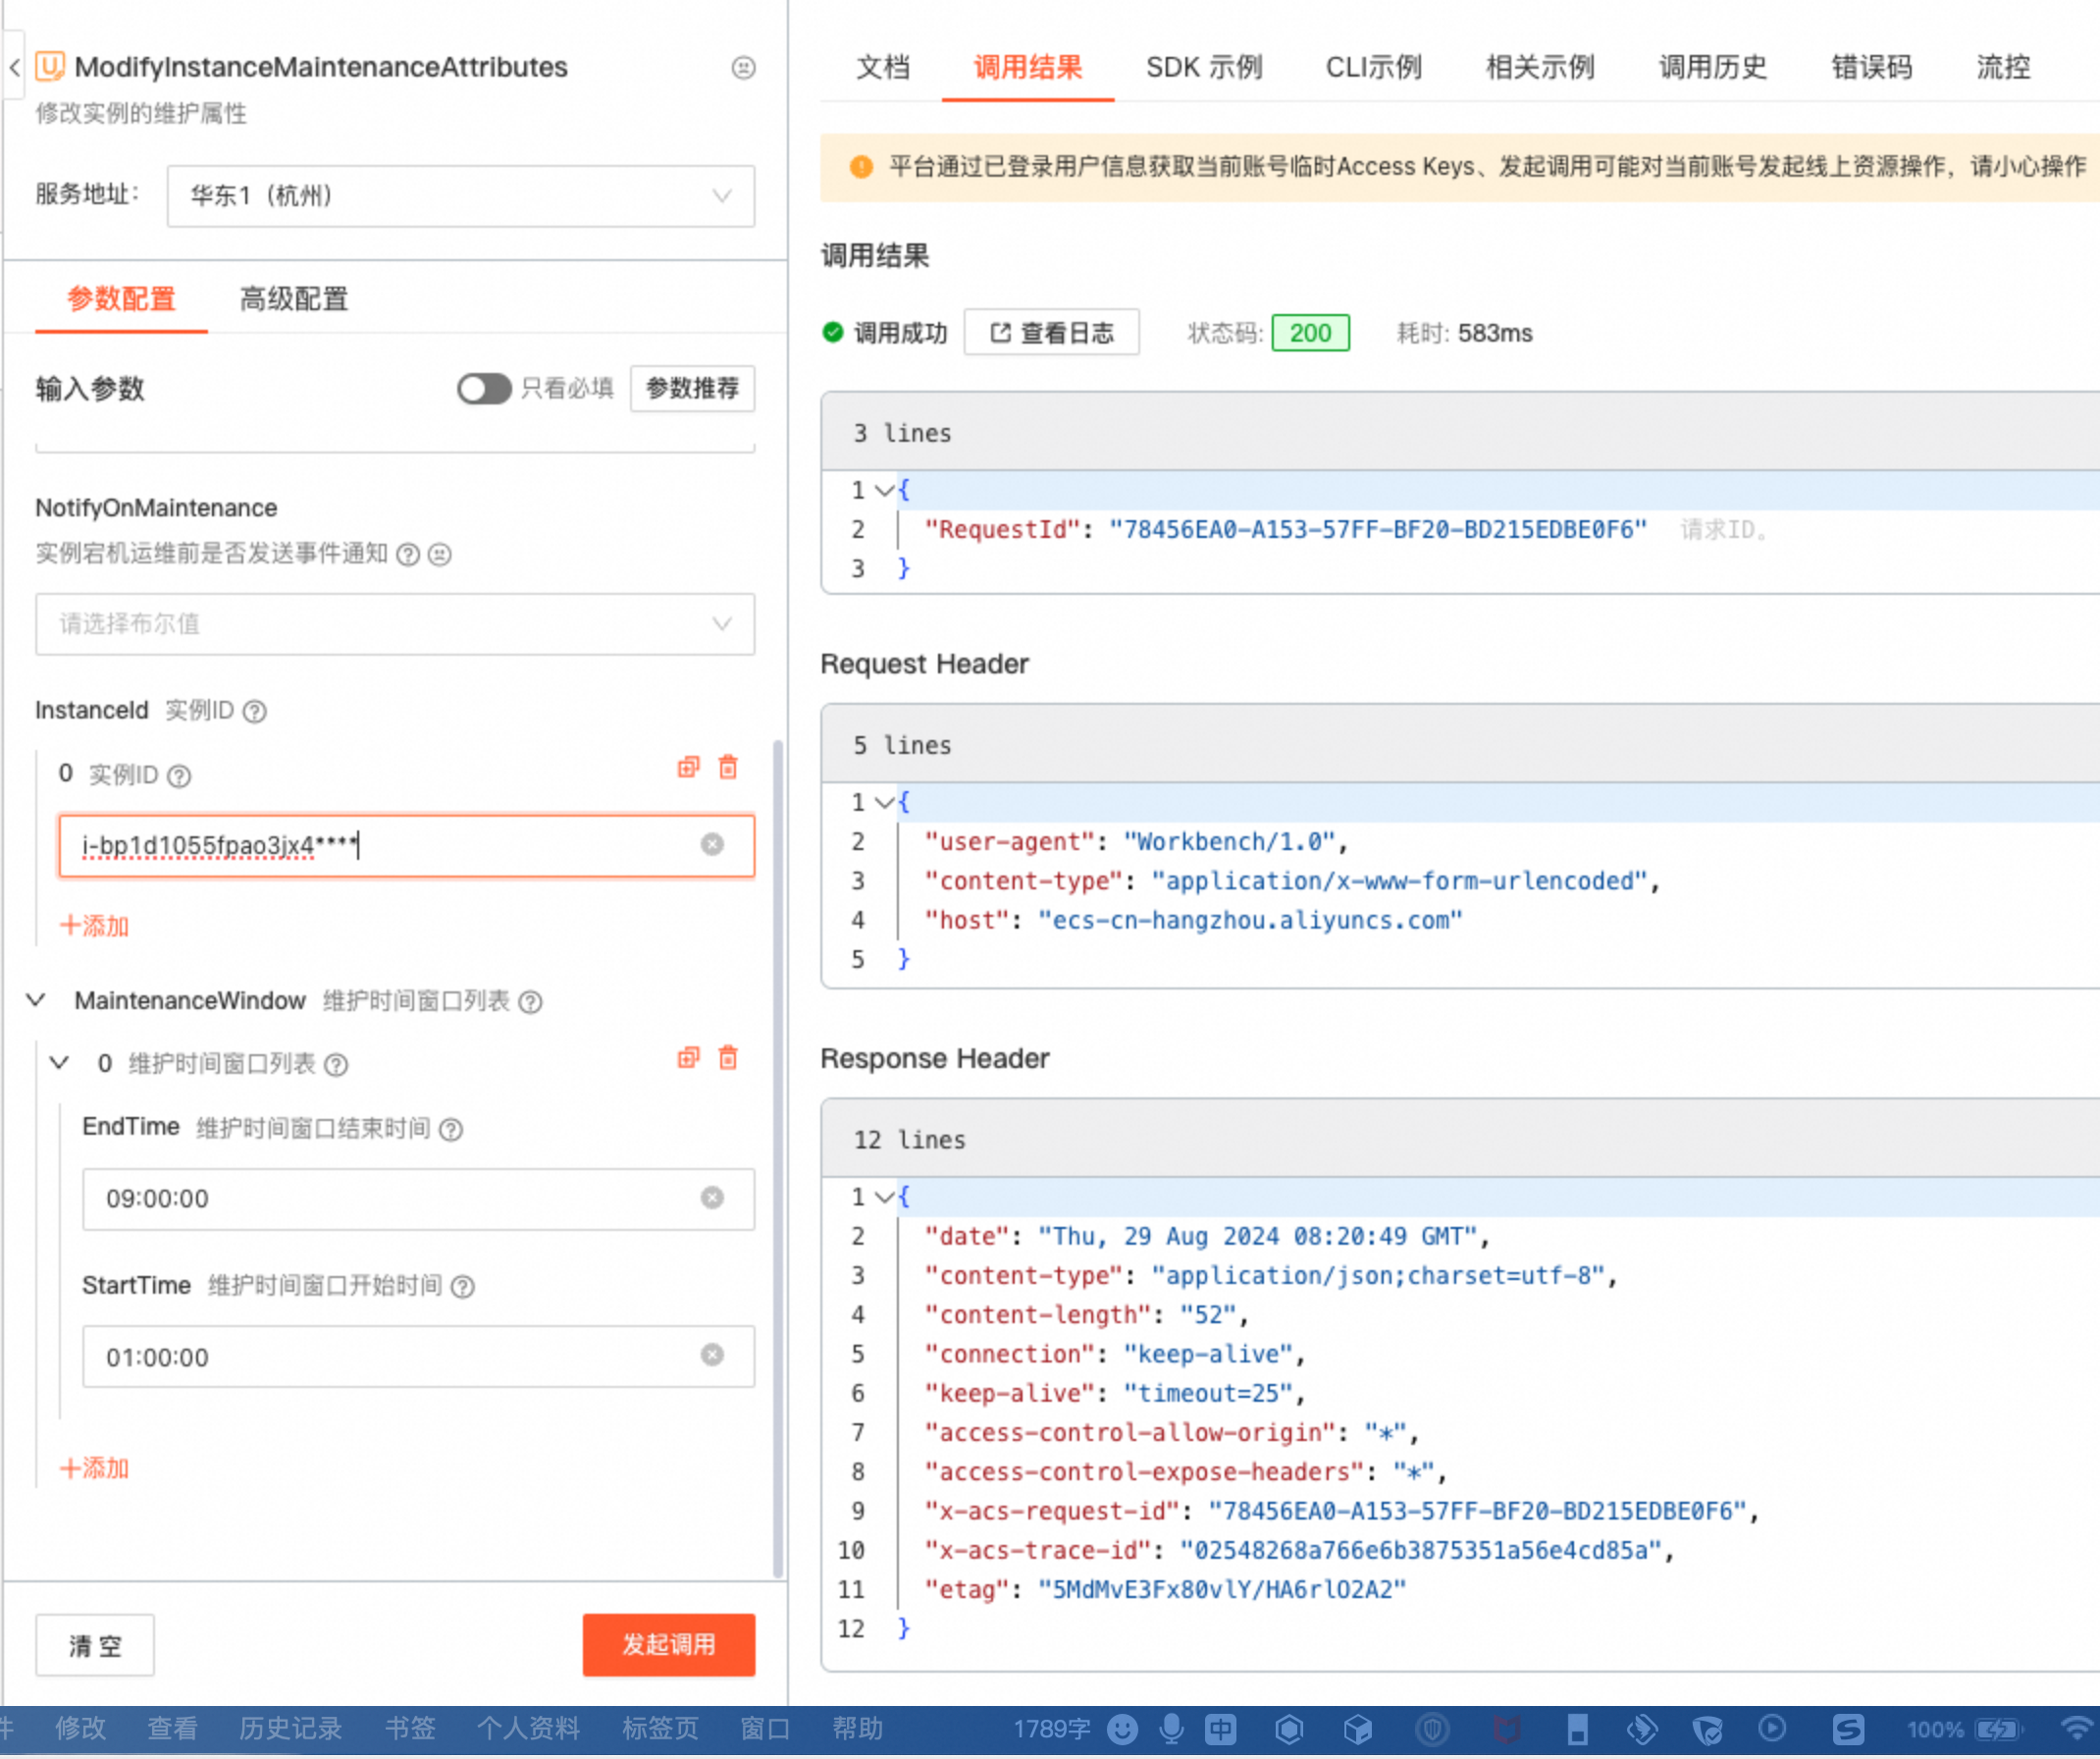 ModifyInstanceMaintenanceAttributes
修改实例的维护属性
服务地址：
华东1（杭州）
参数配置
高级配置
输入参数
只看必填
参数推荐
NotifyOnMaintenance
实例宕机运维前是否发送事件通知
请选择布尔值
InstanceId 实例ID
0 实例ID
i-bp1d1055fpao3jx4****
+添加
MaintenanceWindow 维护时间窗口列表
0 维护时间窗口列表
EndTime 维护时间窗口结束时间
09:00:00
StartTime 维护时间窗口开始时间
01:00:00
+添加
清 空
发起调用
文档 调用结果 SDK 示例 CLI示例 相关示例 调用历史 错误码 流控
平台通过已登录用户信息获取当前账号临时Access Keys、发起调用可能对当前账号发起线上资源操作，请小心操作
调用结果
调用成功 查看日志 状态码: 200 耗时: 583ms
3 lines
1 {
2 "RequestId": "78456EA0-A153-57FF-BF20-BD215EDBE0F6" 请求ID。
3 }
Request Header
5 lines
1 {
2 "user-agent": "Workbench/1.0",
3 "content-type": "application/x-www-form-urlencoded",
4 "host": "ecs-cn-hangzhou.aliyuncs.com"
5 }
Response Header
12 lines
1 {
2 "date": "Thu, 29 Aug 2024 08:20:49 GMT",
3 "content-type": "application/json;charset=utf-8",
4 "content-length": "52",
5 "connection": "keep-alive",
6 "keep-alive": "timeout=25",
7 "access-control-allow-origin": "*",
8 "access-control-expose-headers": "*",
9 "x-acs-request-id": "78456EA0-A153-57FF-BF20-BD215EDBE0F6",
10 "x-acs-trace-id": "02548268a766e6b3875351a56e4cd85a",
11 "etag": "5MdMvE3Fx80vlY/HA6rlO2A2"
12 }
件 修改 查看 历史记录 书签 个人资料 标签页 窗口 帮助 1789字 中 100%